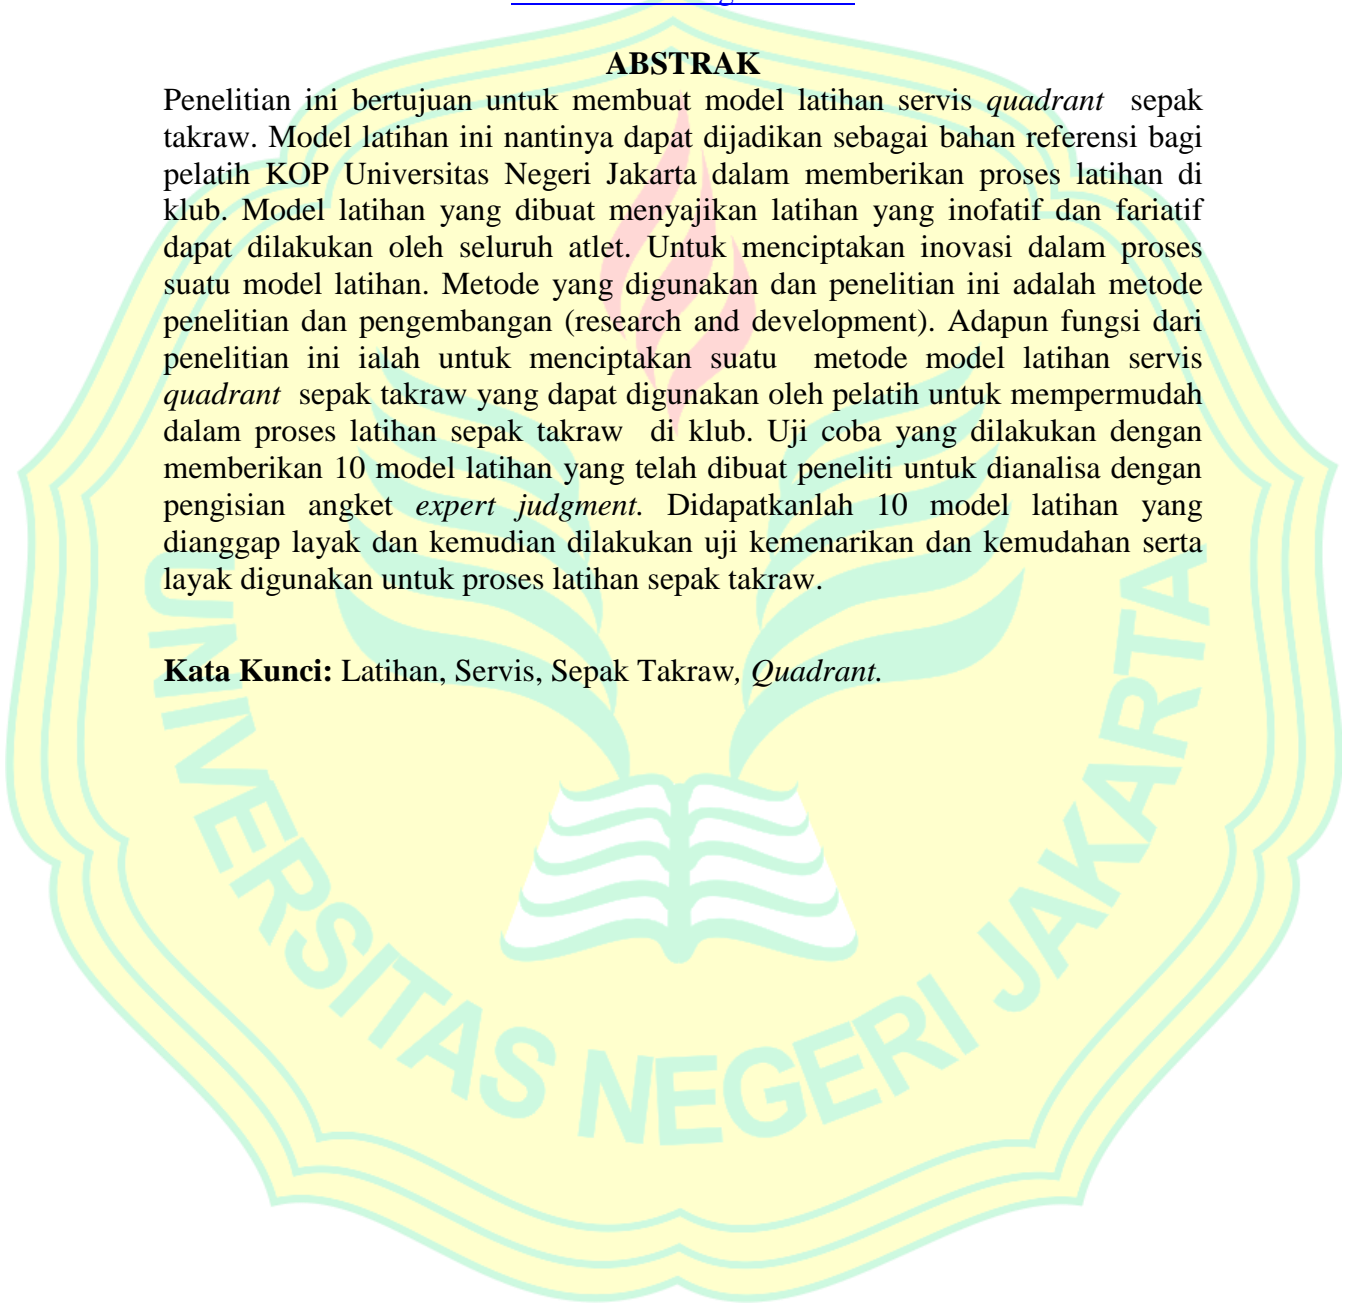 ABSTRAK
Penelitian ini bertujuan untuk membuat model latihan servis quadrant sepak
takraw. Model latihan ini nantinya dapat dijadikan sebagai bahan referensi bagi
pelatih KOP Universitas Negeri Jakarta dalam memberikan proses latihan di
klub. Model latihan yang dibuat menyajikan latihan yang inofatif dan fariatif
dapat dilakukan oleh seluruh atlet. Untuk menciptakan inovasi dalam proses
suatu model latihan. Metode yang digunakan dan penelitian ini adalah metode
penelitian dan pengembangan (research and development). Adapun fungsi dari
penelitian ini ialah untuk menciptakan suatu metode model latihan servis
quadrant sepak takraw yang dapat digunakan oleh pelatih untuk mempermudah
dalam proses latihan sepak takraw di klub. Uji coba yang dilakukan dengan
memberikan 10 model latihan yang telah dibuat peneliti untuk dianalisa dengan
pengisian angket expert judgment. Didapatkanlah 10 model latihan yang
dianggap layak dan kemudian dilakukan uji kemenarikan dan kemudahan serta
layak digunakan untuk proses latihan sepak takraw.
Kata Kunci: Latihan, Servis, Sepak Takraw, Quadrant.
UNIVERSITAS NEGERI JAKARTA